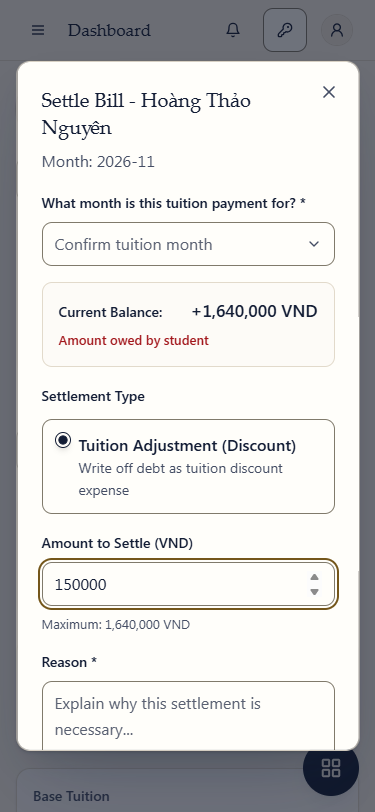 Dashboard
Settle Bill - Hoàng Thảo
Nguyên
Month: 2026-11
What month is this tuition payment for? *
Confirm tuition month
Current Balance: +1,640,000 VND
Amount owed by student
Settlement Type
Tuition Adjustment (Discount)
Write off debt as tuition discount
expense
Amount to Settle (VND)
150000
Maximum: 1,640,000 VND
Reason *
Explain why this settlement is
necessary...
Base Tuition